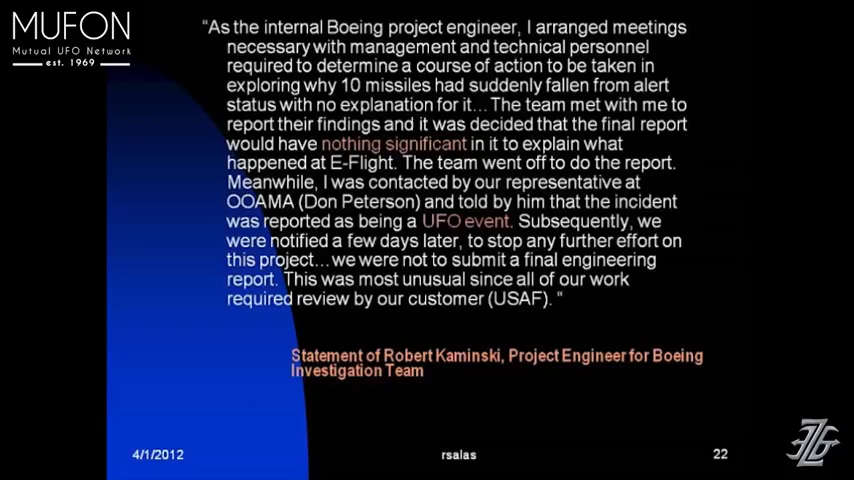 MUFON
Mutual UFO Network
est. 1969
“As the internal Boeing project engineer, I arranged meetings
necessary with management and technical personnel
required to determine a course of action to be taken in
exploring why 10 missiles had suddenly fallen from alert
status with no explanation for it... The team met with me to
report their findings and it was decided that the final report
would have nothing significant in it to explain what
happened at E-Flight. The team went off to do the report.
Meanwhile, I was contacted by our representative at
OOAMA (Don Peterson) and told by him that the incident
was reported as being a UFO event. Subsequently, we
were notified a few days later, to stop any further effort on
this project...we were not to submit a final engineering
report. This was most unusual since all of our work
required review by our customer (USAF). “
Statement of Robert Kaminski, Project Engineer for Boeing
Investigation Team
4/1/2012
rsalas
22